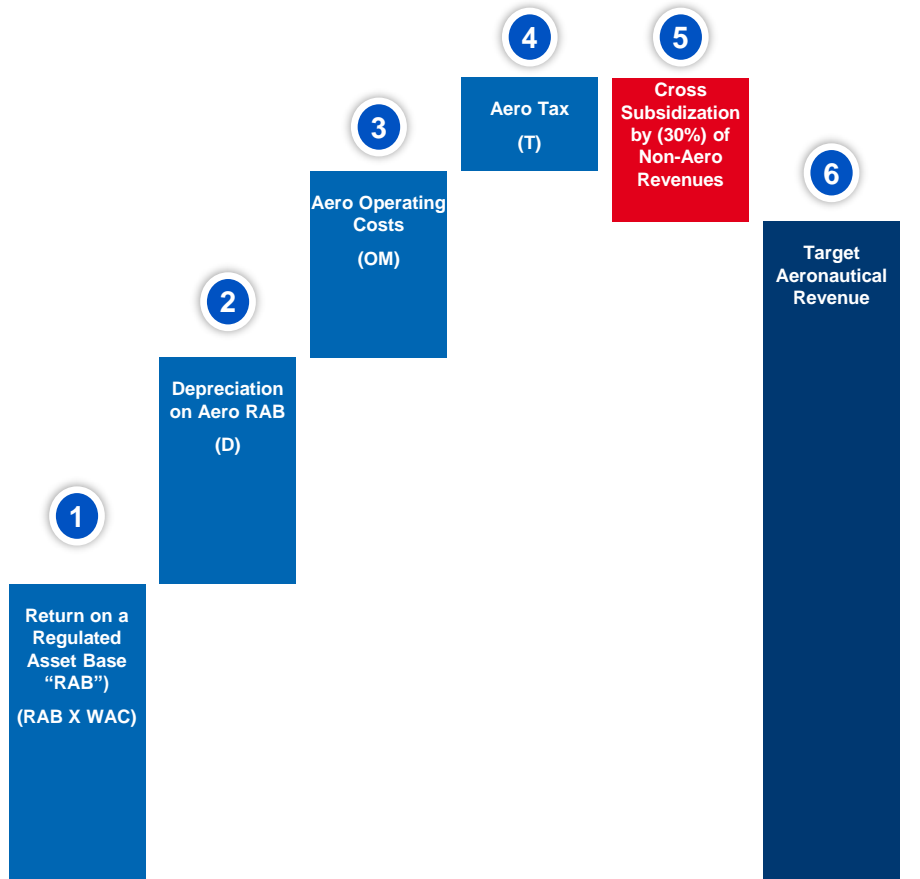 1
Return on a
Regulated
Asset Base
“RAB”)
(RAB X WAC)
2
Depreciation
on Aero RAB
(D)
3
Aero Operating
Costs
(OM)
4
Aero Tax
(T)
5
Cross
Subsidization
by (30%) of
Non-Aero
Revenues
6
Target
Aeronautical
Revenue